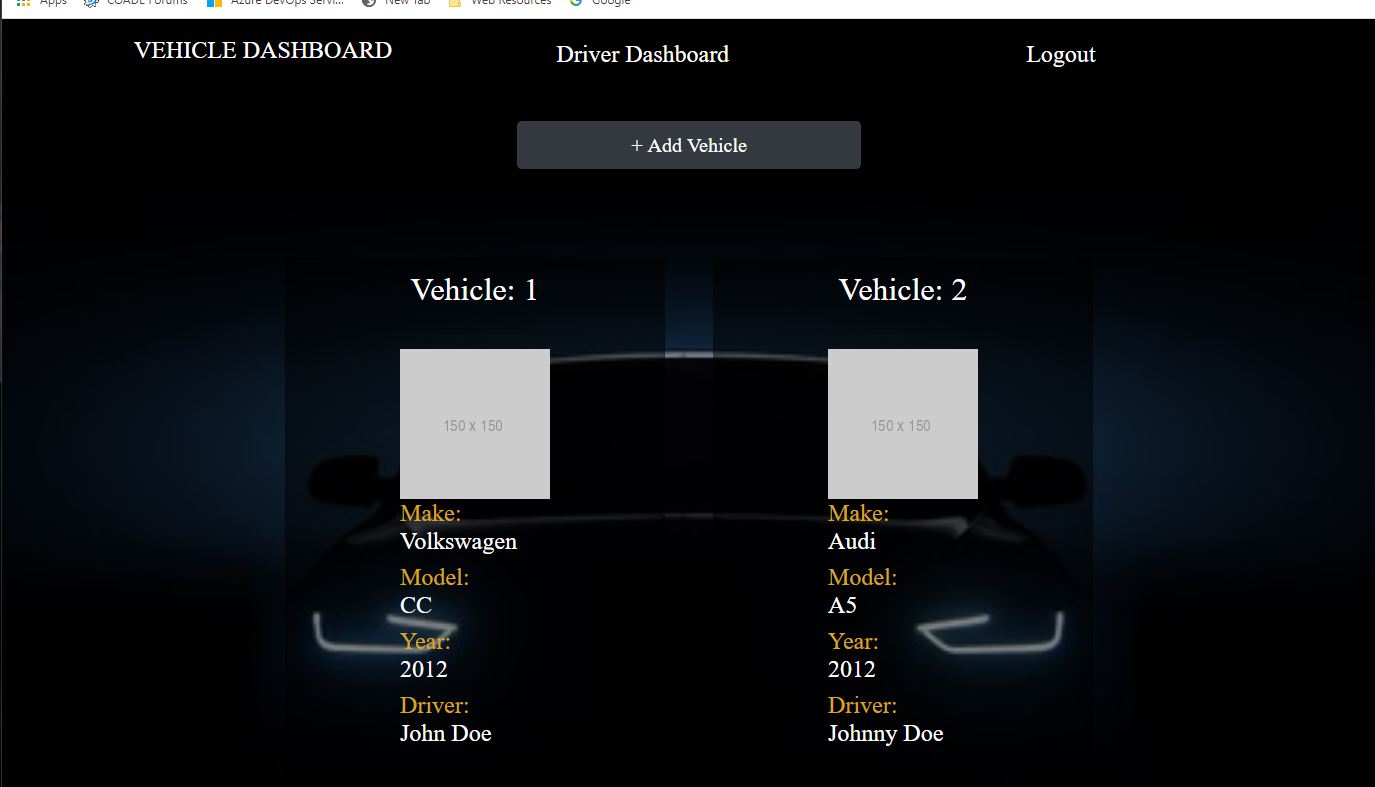 Apps COADE Forums Azure DevOps Servi... New Tab Web Resources Google
VEHICLE DASHBOARD Driver Dashboard Logout
+ Add Vehicle
Vehicle: 1 Vehicle: 2
150 x 150 150 x 150
Make: Make:
Volkswagen Audi
Model: Model:
CC A5
Year: Year:
2012 2012
Driver: Driver:
John Doe Johnny Doe